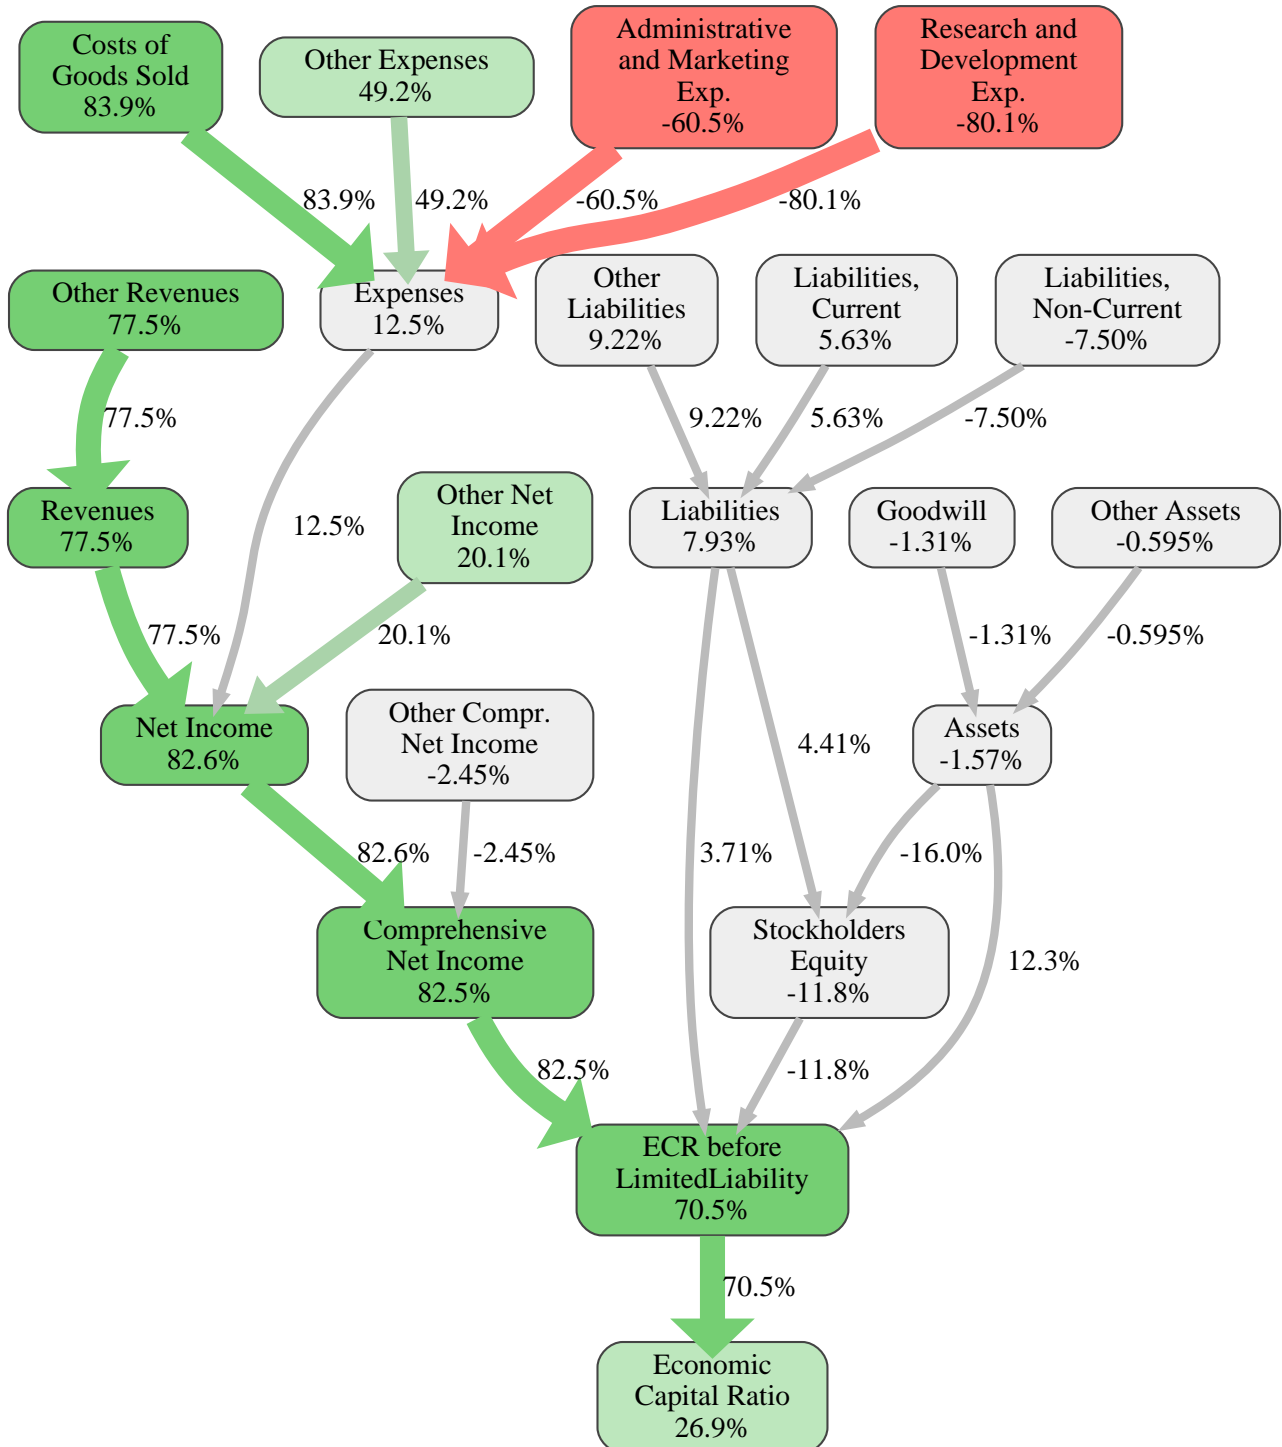 Costs of
Goods Sold
83.9%
Other Expenses
49.2%
Administrative
and Marketing
Exp.
-60.5%
Research and
Development
Exp.
-80.1%
83.9%
49.2%
-60.5%
-80.1%
Other Revenues
77.5%
Expenses
12.5%
Other
Liabilities
9.22%
Liabilities,
Current
5.63%
Liabilities,
Non-Current
-7.50%
77.5%
9.22%
5.63%
-7.50%
Revenues
77.5%
12.5%
Other Net
Income
20.1%
Liabilities
7.93%
Goodwill
-1.31%
Other Assets
-0.595%
77.5%
20.1%
-1.31%
-0.595%
Net Income
82.6%
Other Compr.
Net Income
-2.45%
4.41%
Assets
-1.57%
82.6%
-2.45%
3.71%
-16.0%
Comprehensive
Net Income
82.5%
Stockholders
Equity
-11.8%
12.3%
82.5%
-11.8%
ECR before
LimitedLiability
70.5%
70.5%
Economic
Capital Ratio
26.9%